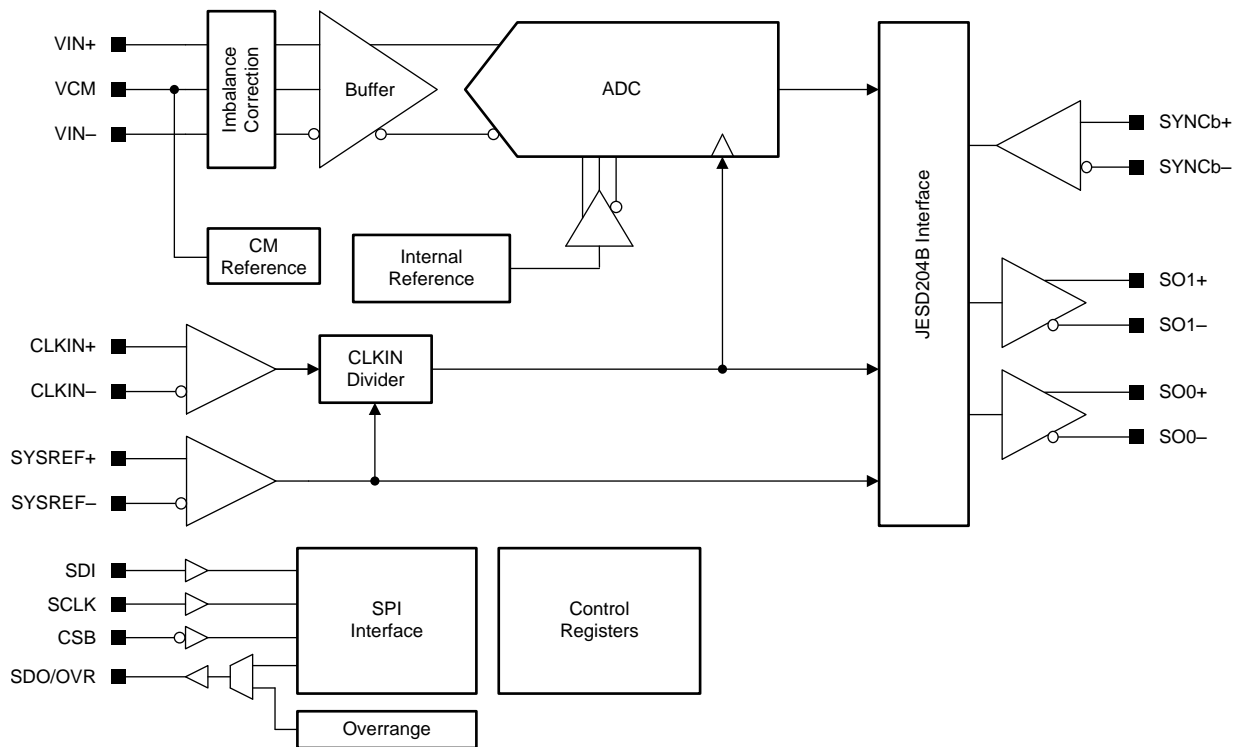 VIN+
VCM
VIN–
Imbalance
Correction
Buffer
ADC
CM
Reference
Internal
Reference
JESD204B Interface
SYNCb+
SYNCb–
SO1+
SO1–
SO0+
SO0–
CLKIN+
CLKIN–
CLKIN
Divider
SYSREF+
SYSREF–
SDI
SCLK
CSB
SDO/OVR
SPI
Interface
Control
Registers
Overrange